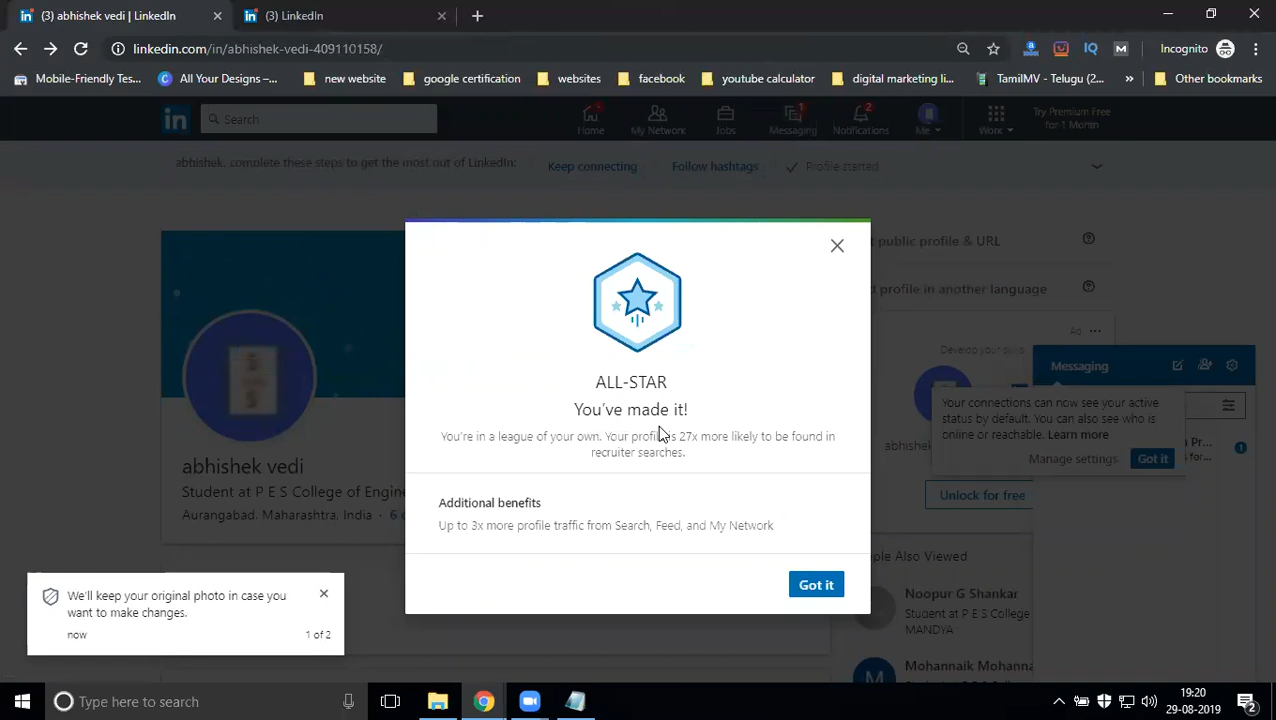 (3) abhishek vedi | LinkedIn
(3) LinkedIn
linkedin.com/in/abhishek-vedi-409110158/
Incognito
Mobile-Friendly Tes...
All Your Designs –...
new website
google certification
websites
facebook
youtube calculator
digital marketing li...
TamilMV - Telugu (2...
»
Other bookmarks
in
Search
Home
My Network
1
Messaging
Jobs
2
Notifications
Me
Work
Try Premium Free
for 1 Month
abhishek, complete these steps to get the most out of LinkedIn:
Keep connecting
Follow hashtags
Profile started
t public profile & URL
d profile in another language
ALL-STAR
You've made it!
You're in a league of your own. Your profile is 27x more likely to be found in
recruiter searches.
Additional benefits
Up to 3x more profile traffic from Search, Feed, and My Network
Got it
abhishek vedi
Student at P E S College of Engine
Aurangabad, Maharashtra, India
Ad
Messaging
Your connections can now see your active
status by default. You can also see who is
online or reachable. Learn more
Manage settings
Got it
1
abhishe
Unlock for free
ple Also Viewed
Noopur G Shankar
Student at P E S College
MANDYA
Mohannaik Mohanna
M
We'll keep your original photo in case you
want to make changes.
now
1 of 2
Type here to search
19:20
29-08-2019
2